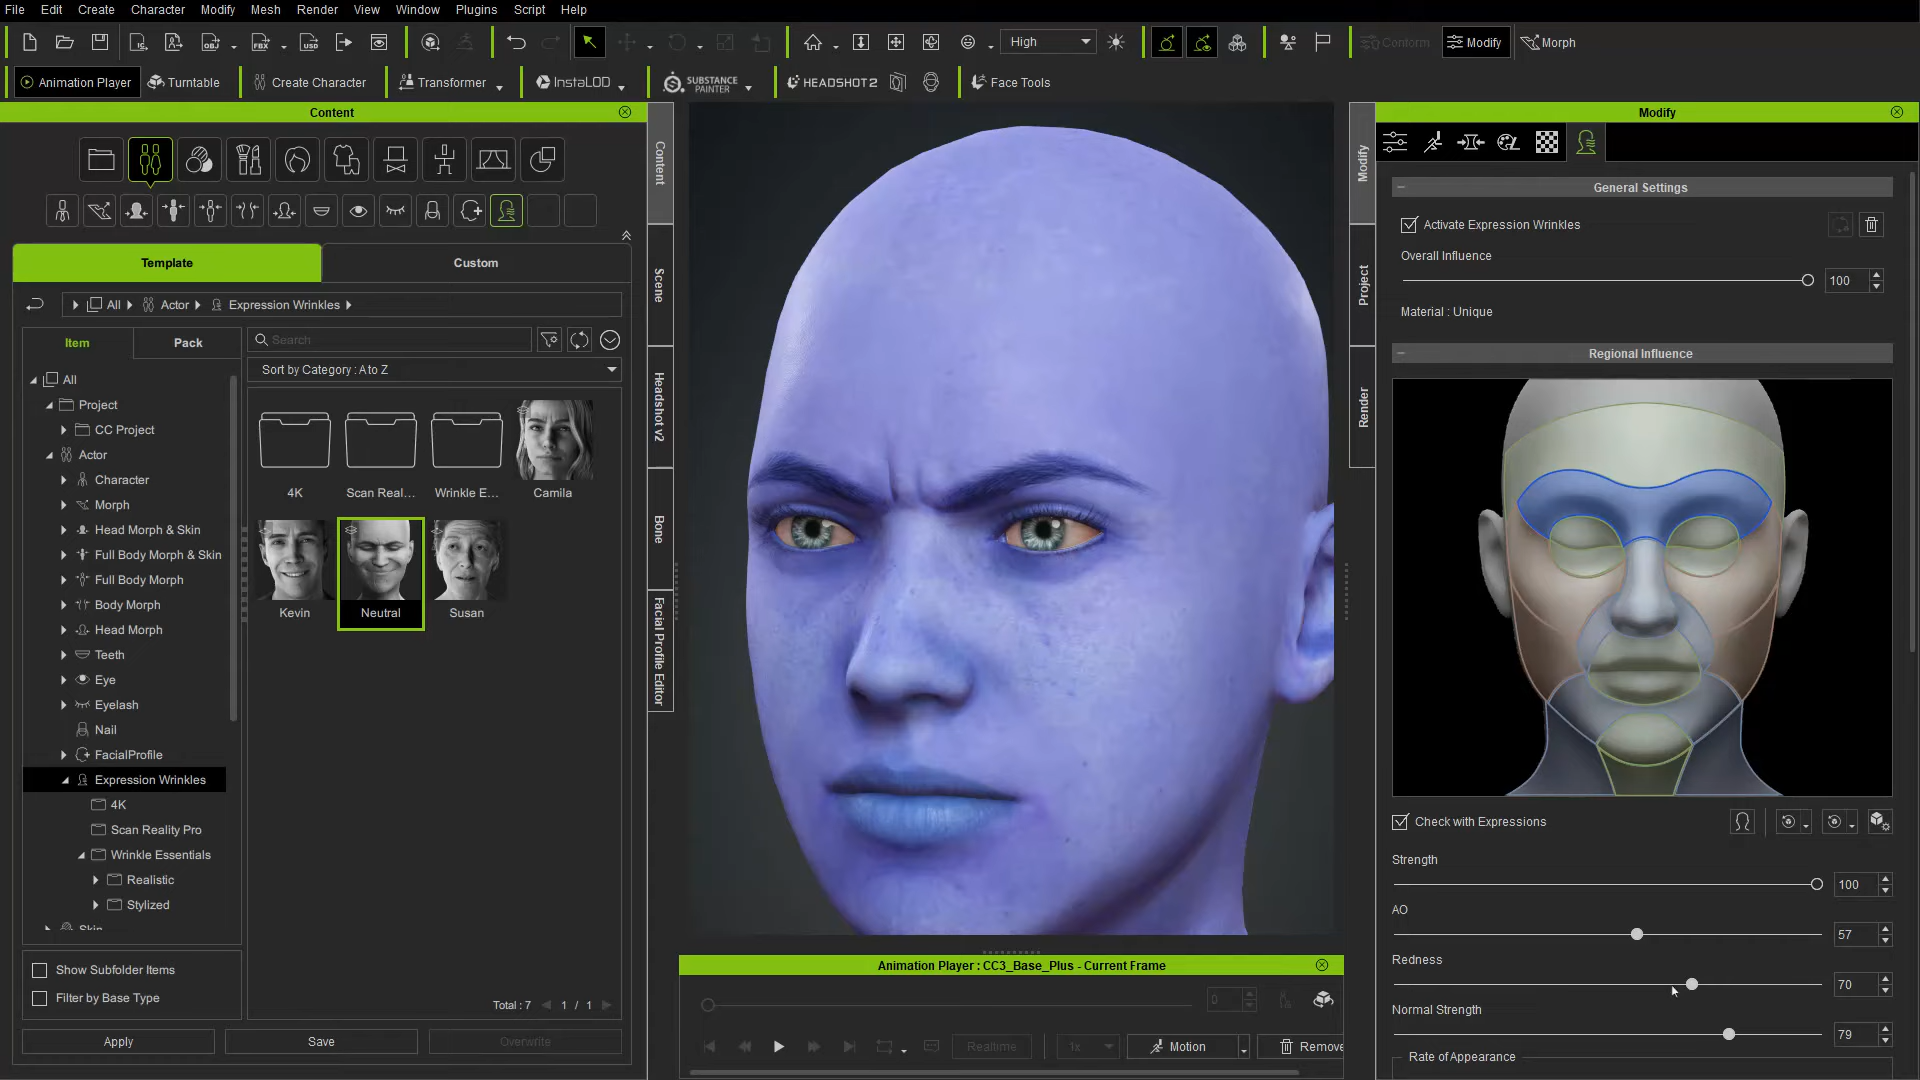 File Edit Create Character Modify Mesh Render View Window Plugins Script Help
High Conform Modify Morph
Animation Player Turntable Create Character Transformer InstaLOD SUBSTANCE PAINTER HEADSHOT 2 Face Tools
Content
Template Custom
All Actor Expression Wrinkles
Item Pack
Search
Sort by Category : A to Z
All
Project
CC Project
Actor
Character
Morph
Head Morph & Skin
Full Body Morph & Skin
Full Body Morph
Body Morph
Head Morph
Teeth
Eye
Eyelash
Nail
FacialProfile
Expression Wrinkles
4K
Scan Reality Pro
Wrinkle Essentials
Realistic
Stylized
Skin
4K Scan Real... Wrinkle E... Camila
Kevin Neutral Susan
Show Subfolder Items
Filter by Base Type
Total : 7 1 / 1
Apply Save Overwrite
Content
Scene
Headshot v2
Bone
Facial Profile Editor
Animation Player : CC3_Base_Plus - Current Frame
0
Realtime 1x Motion Remove
Modify
Project
Render
Modify
General Settings
Activate Expression Wrinkles
Overall Influence
100
Material : Unique
Regional Influence
Check with Expressions
Strength
100
AO
57
Redness
70
Normal Strength
79
Rate of Appearance